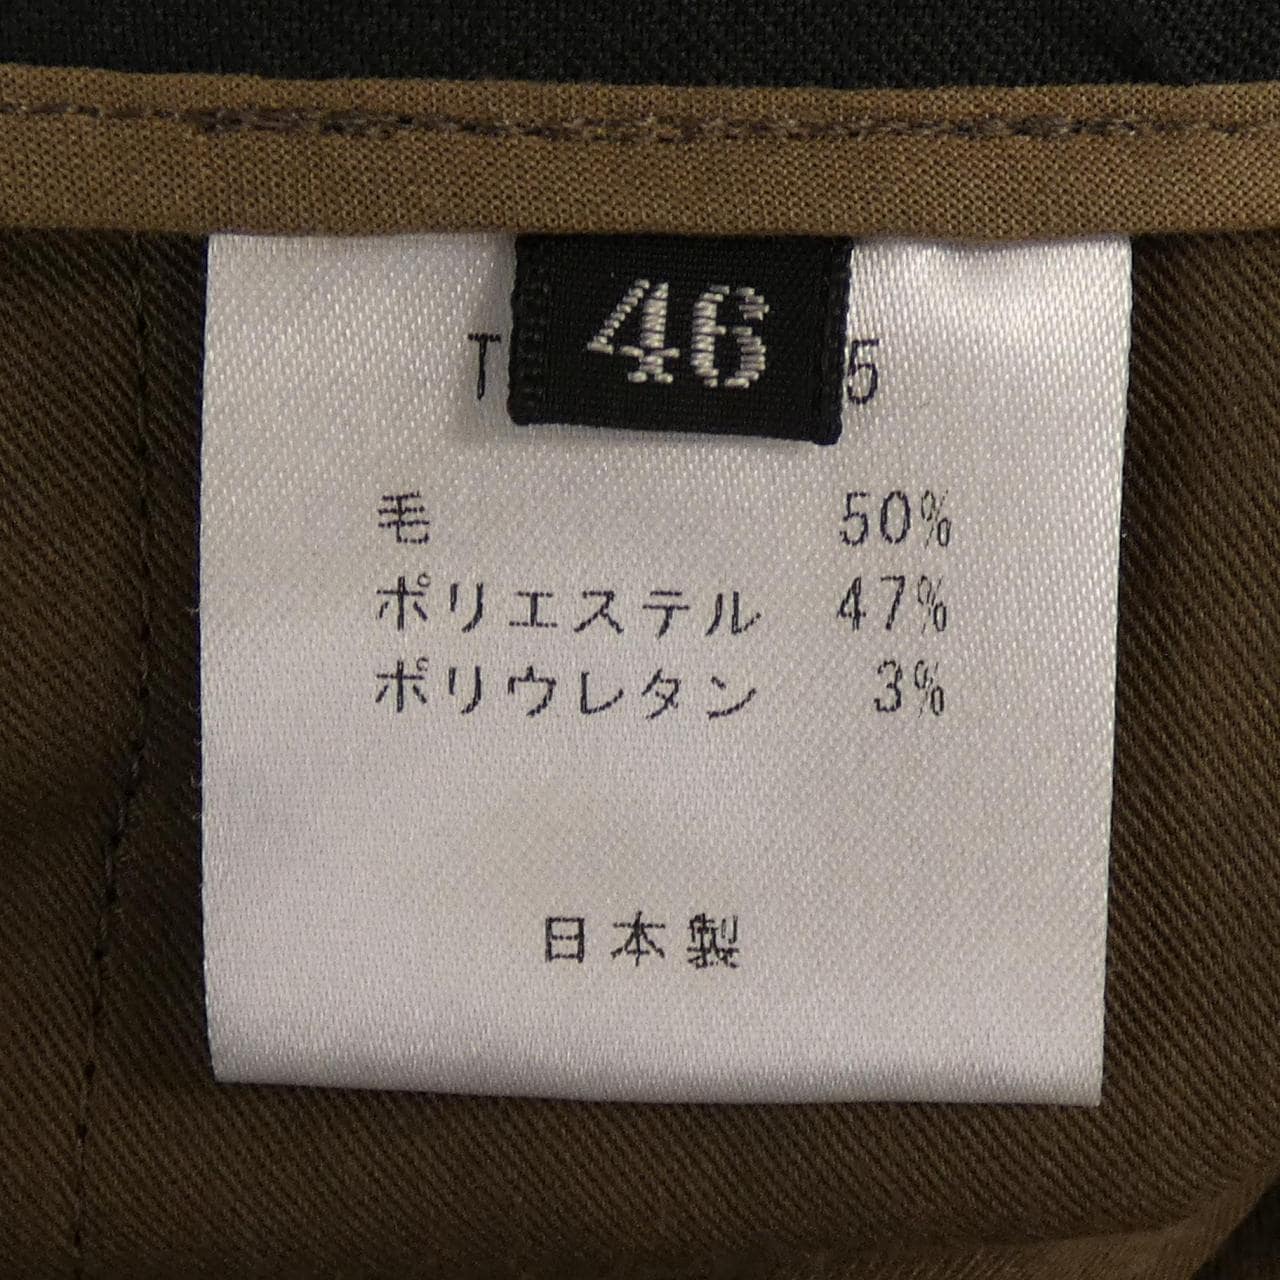 46
毛 50%
ポリエステル 47%
ポリウレタン 3%
日本製